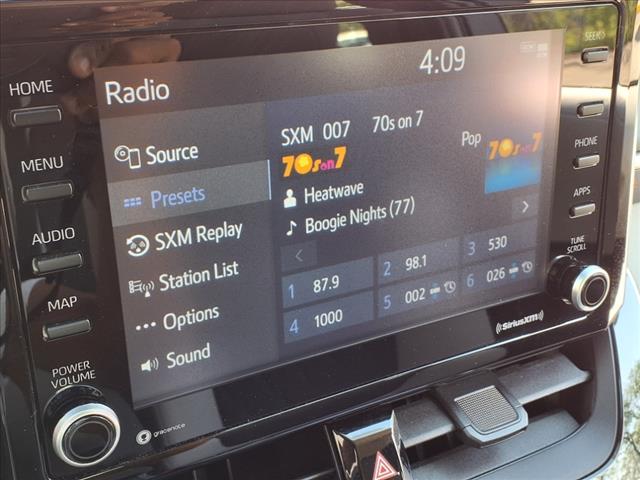 SEEK
4:09
HOME
Radio
MENU
Source
SXM 007 70s on 7
70s on 7
Pop
70s on 7
PHONE
Presets
Heatwave
APPS
AUDIO
SXM Replay
Boogie Nights (77)
TUNE
SCROLL
MAP
Station List
1 87.9
2 98.1
3 530
Options
4 1000
5 002
6 026
POWER
VOLUME
Sound
SiriusXM
gracenote